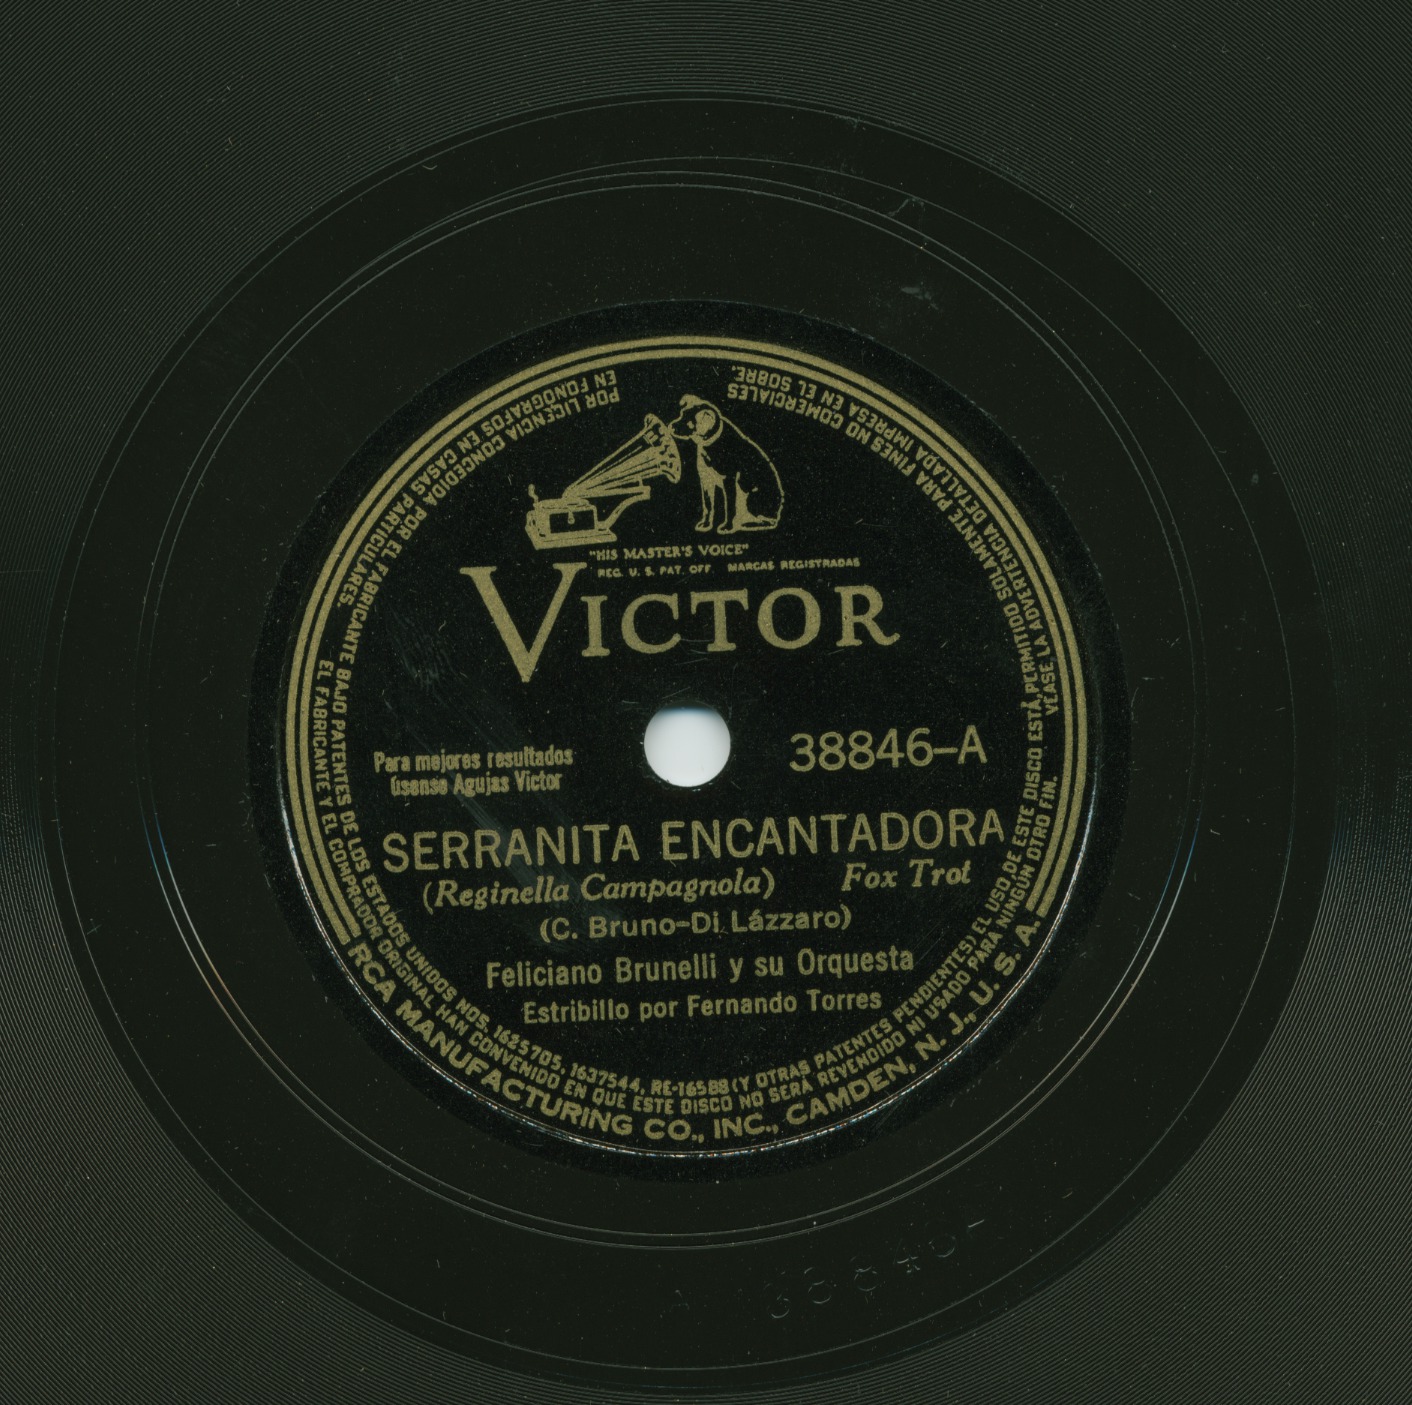 "HIS MASTER'S VOICE"
REG. U. S. PAT. OFF. MARCAS REGISTRADAS
VICTOR
Para mejores resultados
úsense Agujas Victor
38846-A
SERRANITA ENCANTADORA
(Reginella Campagnola) Fox Trot
(C. Bruno-Di Lázzaro)
Feliciano Brunelli y su Orquesta
Estribillo por Fernando Torres
POR LICENCIA CONCEDIDA POR EL FABRICANTE BAJO PATENTES DE LOS ESTADOS UNIDOS NOS. 1625705, 1637544, RE-16588 (Y OTRAS PATENTES PENDIENTES) EL USO DE ESTE DISCO ESTÁ PERMITIDO SOLAMENTE PARA FINES NO COMERCIALES
EN FONOGRAFOS EN CASAS PARTICULARES.
EL FABRICANTE Y EL COMPRADOR ORIGINAL HAN CONVENIDO EN QUE ESTE DISCO NO SERÁ REVENDIDO NI USADO PARA NINGUN OTRO FIN.
VEASE LA ADVERTENCIA DETALLADA IMPRESA EN EL SOBRE.
RCA MANUFACTURING CO., INC., CAMDEN, N. J., U. S. A.